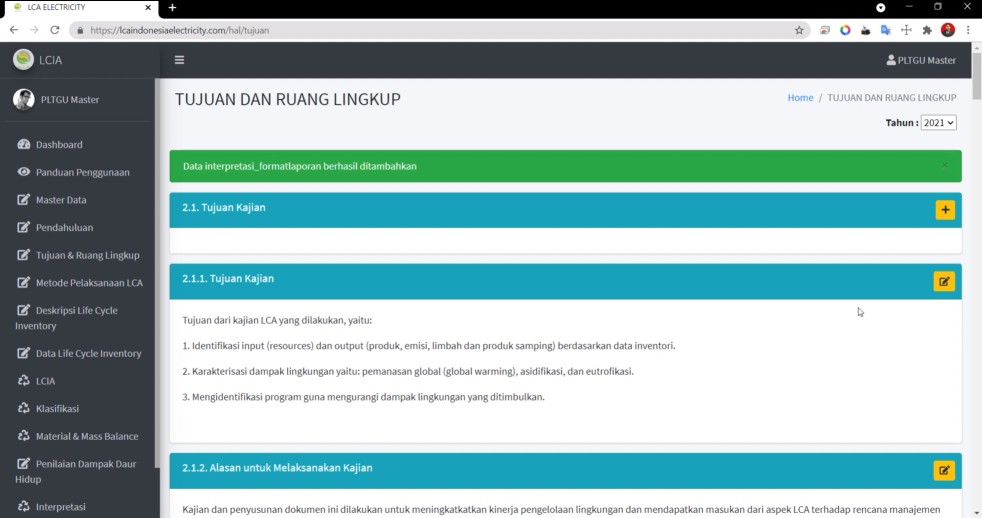 LCA ELECTRICITY
https://lcaindonesiaelectricity.com/hal/tujuan
LCIA
PLTGU Master
PLTGU Master
Dashboard
Panduan Penggunaan
Master Data
Pendahuluan
Tujuan & Ruang Lingkup
Metode Pelaksanaan LCA
Deskripsi Life Cycle
Inventory
Data Life Cycle Inventory
LCIA
Klasifikasi
Material & Mass Balance
Penilaian Dampak Daur
Hidup
Interpretasi
TUJUAN DAN RUANG LINGKUP
Home / TUJUAN DAN RUANG LINGKUP
Tahun : 2021
Data interpretasi_formatlaporan berhasil ditambahkan
2.1. Tujuan Kajian
2.1.1. Tujuan Kajian
Tujuan dari kajian LCA yang dilakukan, yaitu:
1. Identifikasi input (resources) dan output (produk, emisi, limbah dan produk samping) berdasarkan data inventori.
2. Karakterisasi dampak lingkungan yaitu: pemanasan global (global warming), asidifikasi, dan eutrofikasi.
3. Mengidentifikasi program guna mengurangi dampak lingkungan yang ditimbulkan.
2.1.2. Alasan untuk Melaksanakan Kajian
Kajian dan penyusunan dokumen ini dilakukan untuk meningkatkatkan kinerja pengelolaan lingkungan dan mendapatkan masukan dari aspek LCA terhadap rencana manajemen